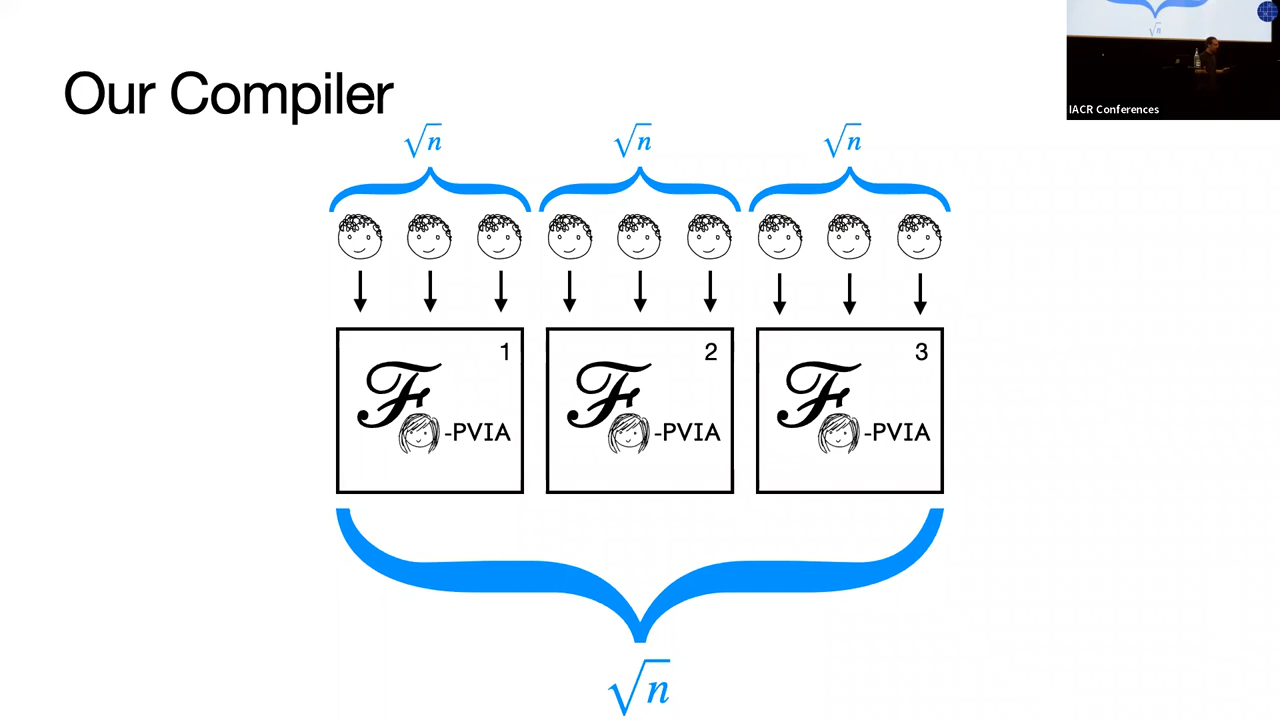 Our Compiler
√n √n √n
1 2 3
ℱ ℱ ℱ
-PVIA -PVIA -PVIA
√n
√n
IACR Conferences